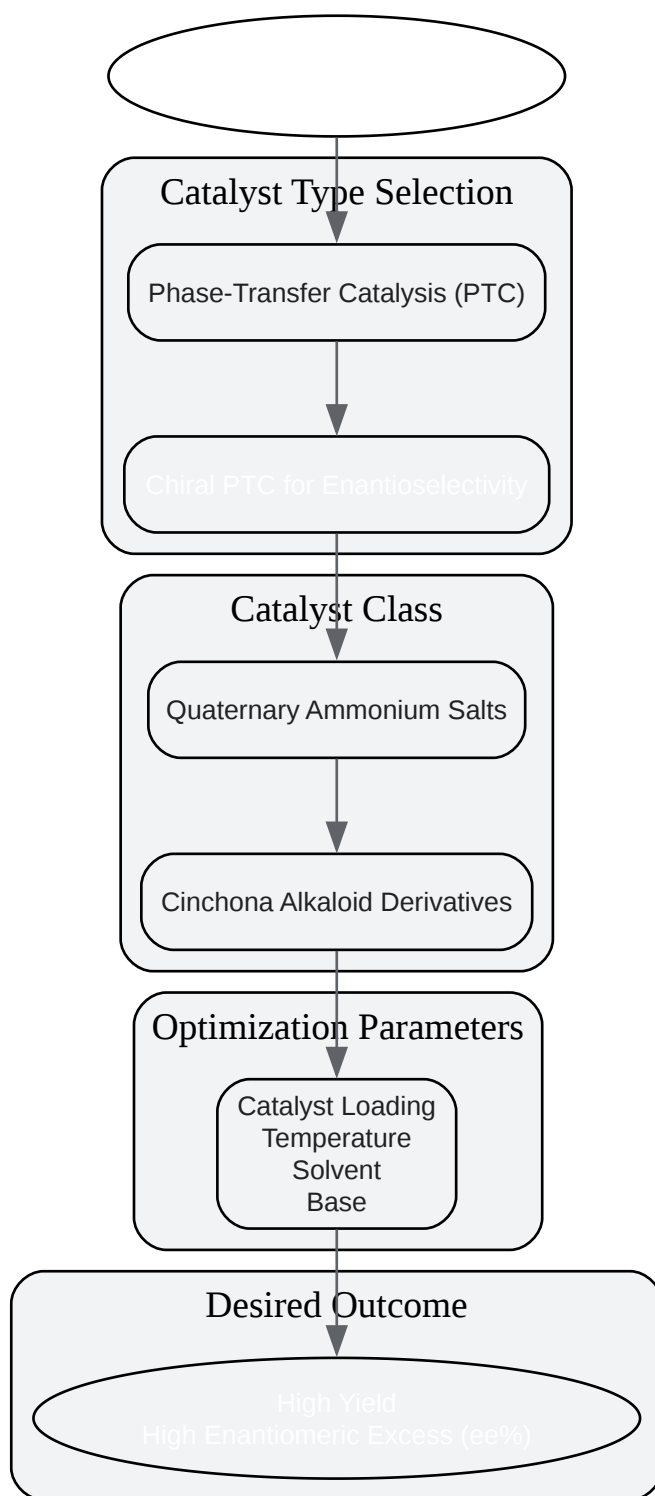 Catalyst Type Selection
Phase-Transfer Catalysis (PTC)
Chiral PTC for Enantioselectivity
Catalyst Class
Quaternary Ammonium Salts
Cinchona Alkaloid Derivatives
Optimization Parameters
Catalyst Loading
Temperature
Solvent
Base
Desired Outcome
High Yield
High Enantiomeric Excess (ee%)